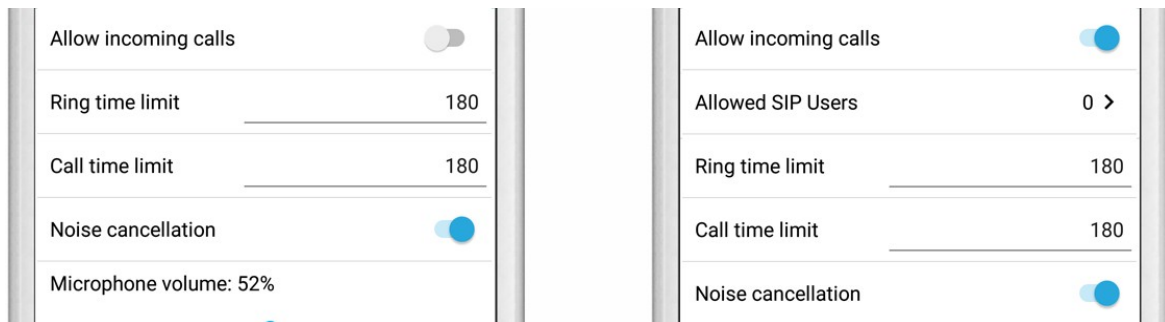 Allow incoming calls
Ring time limit 180
Call time limit 180
Noise cancellation
Microphone volume: 52%
Allow incoming calls
Allowed SIP Users 0 >
Ring time limit 180
Call time limit 180
Noise cancellation